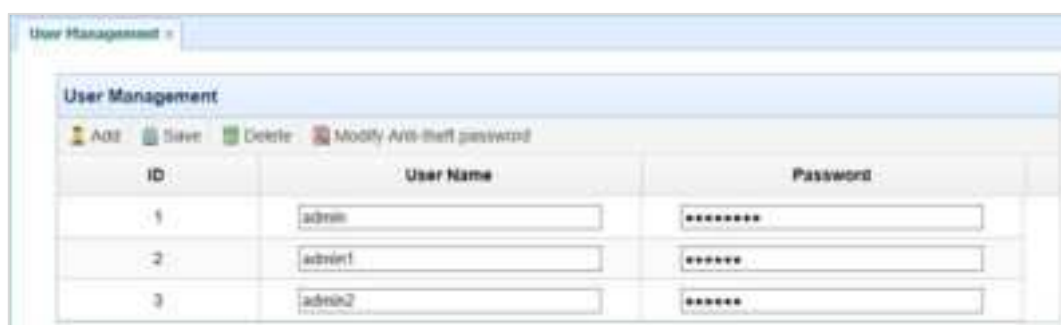 User Management ×
User Management
Add Save Delete Modify Anti-theft password
ID User Name Password
1 admin ••••••••
2 admin1 ••••••
3 admin2 ••••••